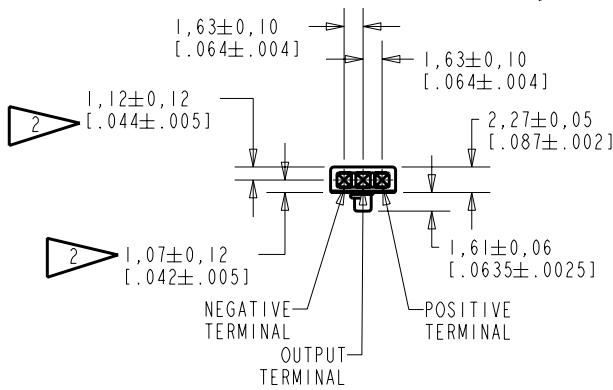 1,63±0,10
[.064±.004]
1,63±0,10
[.064±.004]
1,12±0,12
[.044±.005]
2
2,27±0,05
[.087±.002]
2
1,07±0,12
[.042±.005]
1,61±0,06
[.0635±.0025]
NEGATIVE
TERMINAL
POSITIVE
TERMINAL
OUTPUT
TERMINAL